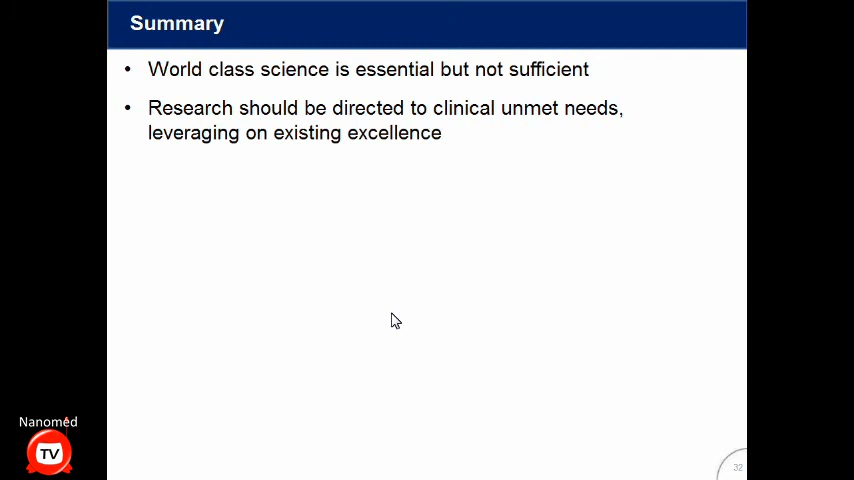 Summary
• World class science is essential but not sufficient
• Research should be directed to clinical unmet needs,
leveraging on existing excellence
Nanomed
TV
32